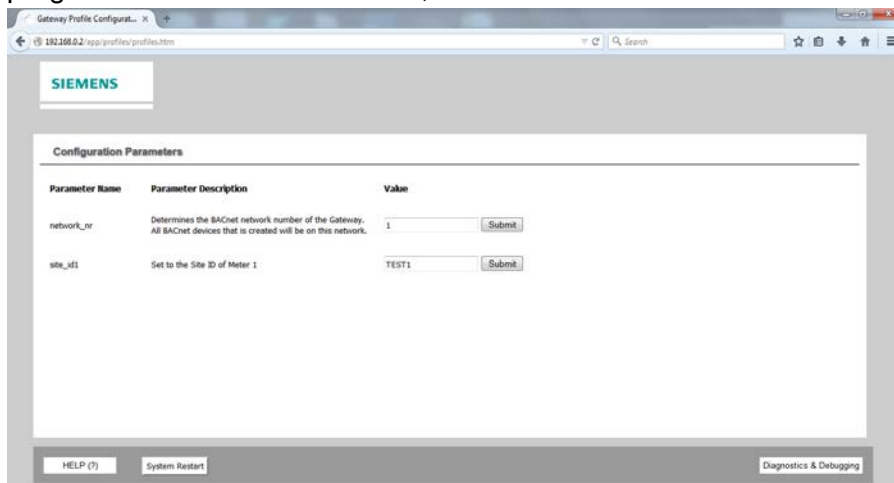 Gateway Profile Configurat...
192.168.0.2/app/profiles/profiles.htm
Search
SIEMENS
Configuration Parameters
Parameter Name Parameter Description Value
network_nr
Determines the BACnet network number of the Gateway.
All BACnet devices that is created will be on this network.
1 Submit
site_id1 Set to the Site ID of Meter 1 TEST1 Submit
HELP (?) System Restart Diagnostics & Debugging